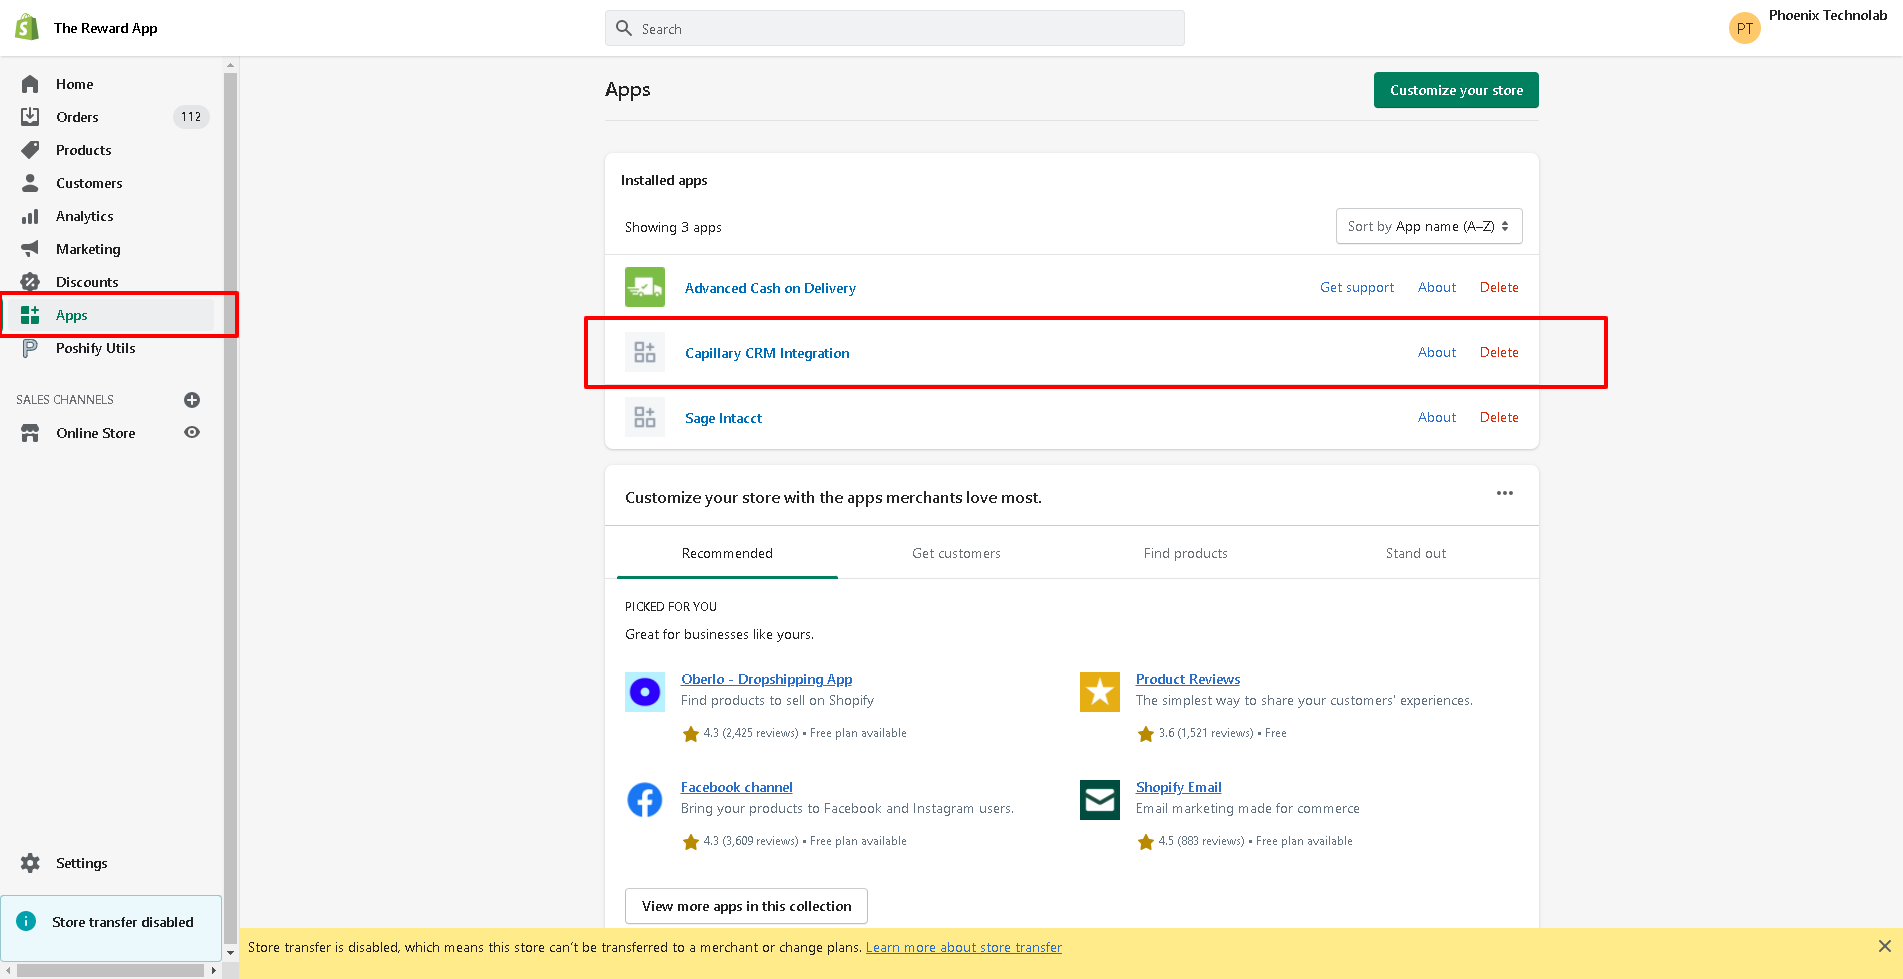 The Reward App
Search
PT
Phoenix Technolab
Home
Orders 112
Products
Customers
Analytics
Marketing
Discounts
Apps
Poshify Utils
SALES CHANNELS
Online Store
Settings
Store transfer disabled
Apps
Customize your store
Installed apps
Showing 3 apps
Sort by App name (A–Z)
Advanced Cash on Delivery Get support About Delete
Capillary CRM Integration About Delete
Sage Intacct About Delete
Customize your store with the apps merchants love most.
Recommended Get customers Find products Stand out
PICKED FOR YOU
Great for businesses like yours.
Oberlo - Dropshipping App
Find products to sell on Shopify
4.3 (2,425 reviews) • Free plan available
Product Reviews
The simplest way to share your customers' experiences.
3.6 (1,521 reviews) • Free
Facebook channel
Bring your products to Facebook and Instagram users.
4.3 (3,609 reviews) • Free plan available
Shopify Email
Email marketing made for commerce
4.5 (883 reviews) • Free plan available
View more apps in this collection
Store transfer is disabled, which means this store can't be transferred to a merchant or change plans. Learn more about store transfer